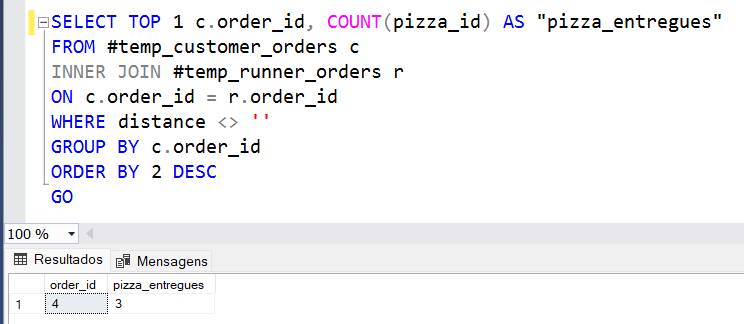 SELECT TOP 1 c.order_id, COUNT(pizza_id) AS "pizza_entregues"
FROM #temp_customer_orders c
INNER JOIN #temp_runner_orders r
ON c.order_id = r.order_id
WHERE distance <> ''
GROUP BY c.order_id
ORDER BY 2 DESC
GO
100 %
Resultados Mensagens
order_id pizza_entregues
1 4 3